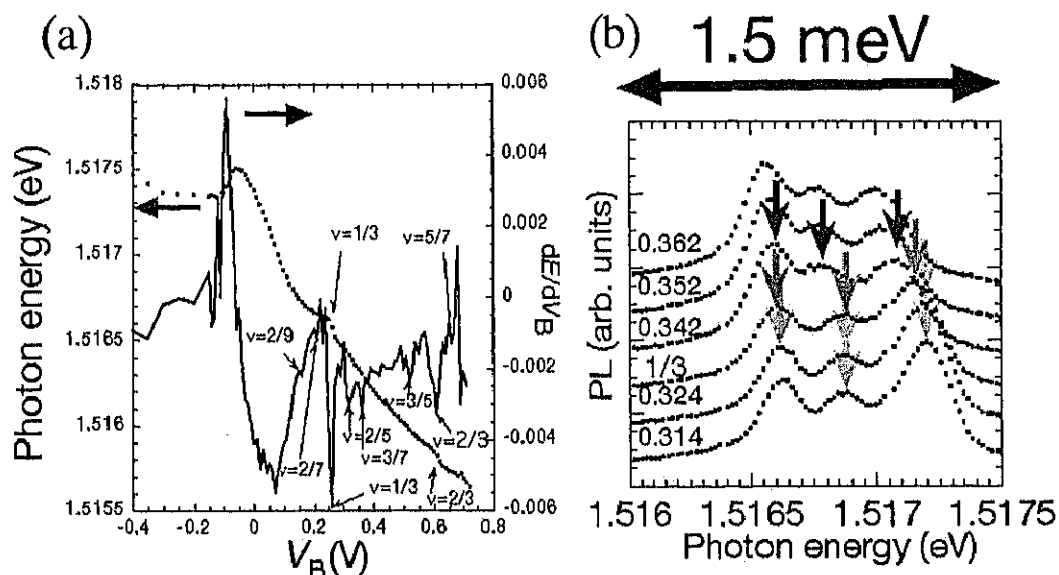 (a)
1.518
1.5175
1.517
1.5165
1.516
1.5155
Photon energy (eV)
0.006
0.004
0.002
0
-0.002
-0.004
-0.006
dE/dVB
ν=1/3
ν=5/7
ν=2/9
ν=3/5
ν=2/5
ν=2/3
ν=2/7
ν=3/7
ν=1/3
ν=2/3
-0.4
-0.2
0
0.2
0.4
0.6
0.8
VB(V)
(b)
1.5 meV
PL (arb. units)
0.362
0.352
0.342
1/3
0.324
0.314
1.516
1.5165
1.517
1.5175
Photon energy (eV)